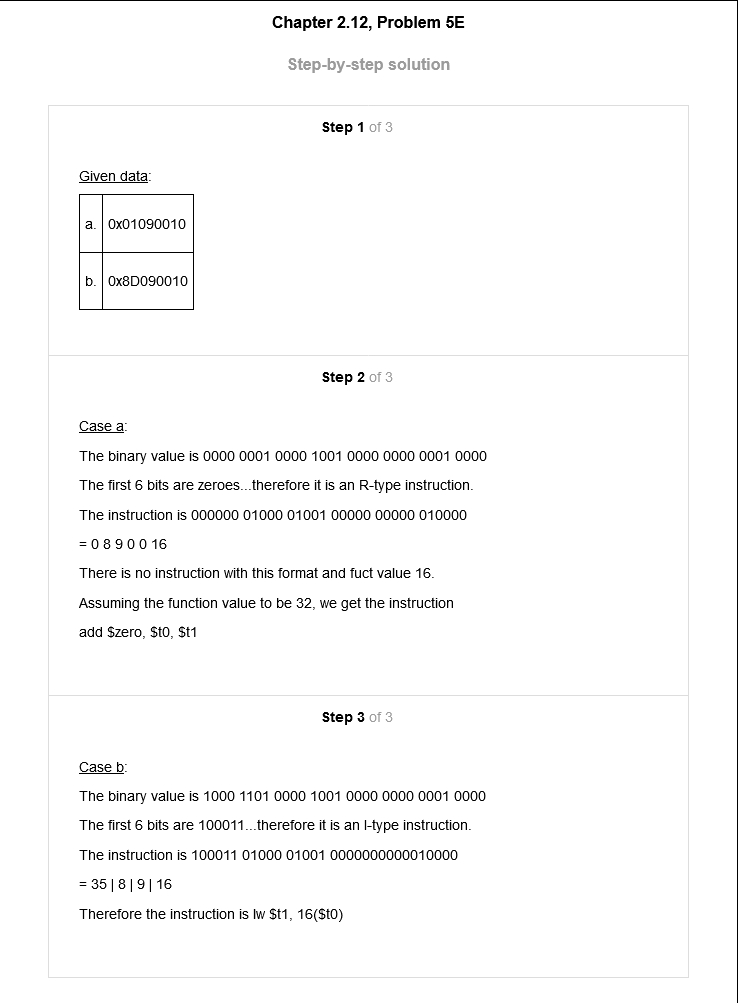 Chapter 2.12, Problem 5E
Step-by-step solution
Step 1 of 3
Given data:
a. 0x01090010
b. 0x8D090010
Step 2 of 3
Case a:
The binary value is 0000 0001 0000 1001 0000 0000 0001 0000
The first 6 bits are zeroes...therefore it is an R-type instruction.
The instruction is 000000 01000 01001 00000 00000 010000
= 0 8 9 0 0 16
There is no instruction with this format and fuct value 16.
Assuming the function value to be 32, we get the instruction
add $zero, $t0, $t1
Step 3 of 3
Case b:
The binary value is 1000 1101 0000 1001 0000 0000 0001 0000
The first 6 bits are 100011...therefore it is an I-type instruction.
The instruction is 100011 01000 01001 0000000000010000
= 35 | 8 | 9 | 16
Therefore the instruction is lw $t1, 16($t0)